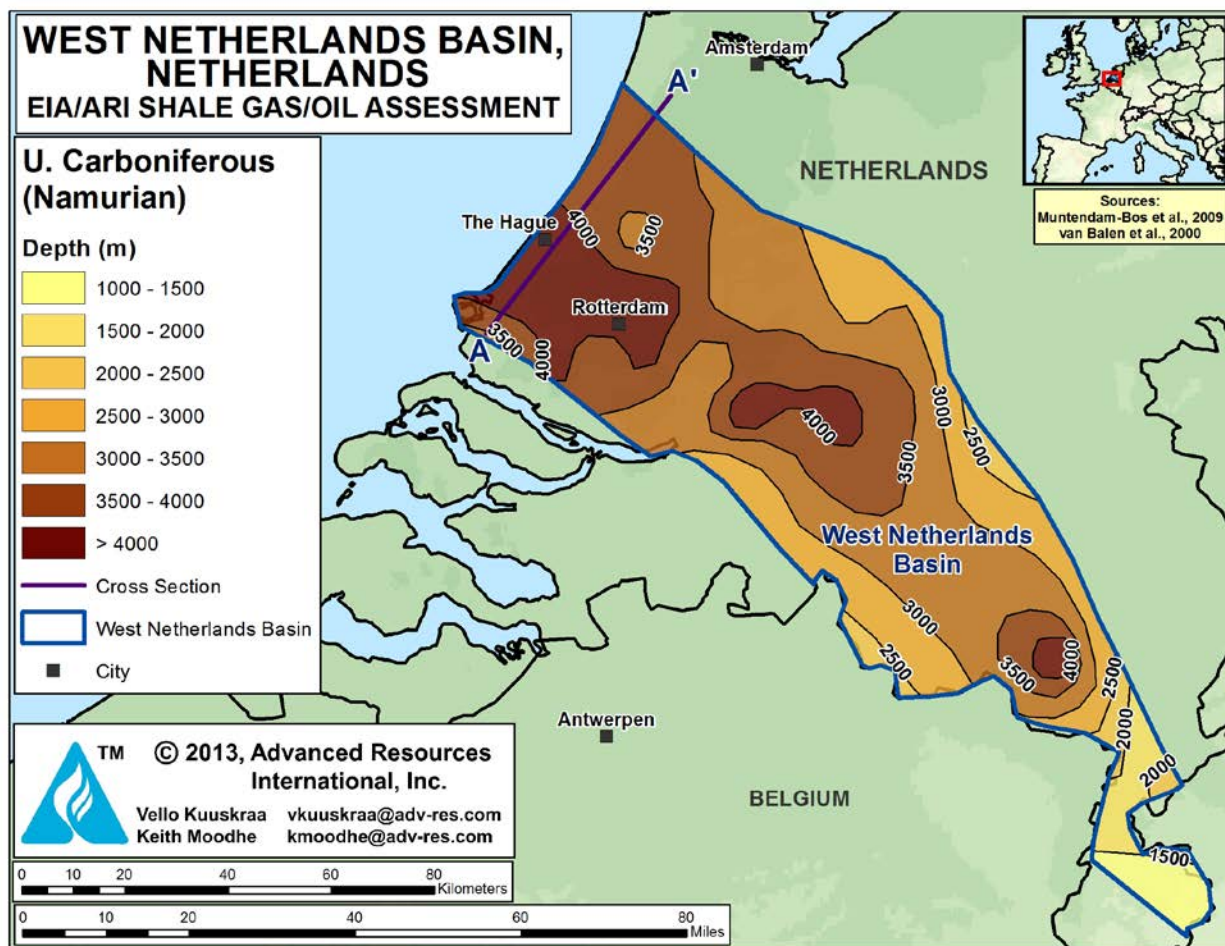 WEST NETHERLANDS BASIN,
NETHERLANDS
EIA/ARI SHALE GAS/OIL ASSESSMENT
U. Carboniferous
(Namurian)
Depth (m)
1000 - 1500
1500 - 2000
2000 - 2500
2500 - 3000
3000 - 3500
3500 - 4000
> 4000
Cross Section
West Netherlands Basin
City
TM
© 2013, Advanced Resources
International, Inc.
Vello Kuuskraa vkuuskraa@adv-res.com
Keith Moodhe kmoodhe@adv-res.com
0 10 20 40 60 80
Kilometers
0 10 20 40 60 80
Miles
Amsterdam
A'
NETHERLANDS
Sources:
Muntendam-Bos et al., 2009
van Balen et al., 2000
The Hague
4000
3500
Rotterdam
3500
A
4000
4000
3000
2500
3500
West Netherlands
Basin
3000
2500
3500
4000
2500
2000
2000
Antwerpen
BELGIUM
1500